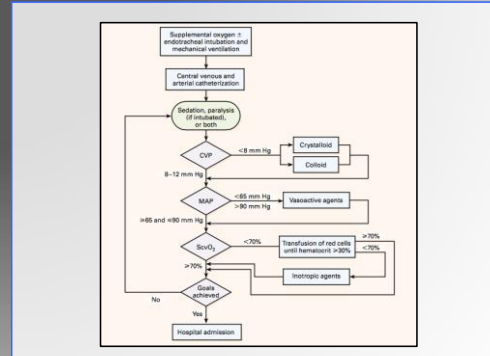 Supplemental oxygen ±
endotracheal intubation and
mechanical ventilation
Central venous and
arterial catheterization
Sedation, paralysis
(if intubated),
or both
CVP
<8 mm Hg
Crystalloid
Colloid
8–12 mm Hg
MAP
<65 mm Hg
>90 mm Hg
Vasoactive agents
≥65 and ≤90 mm Hg
ScvO₂
<70%
Transfusion of red cells
until hematocrit ≥30%
≥70%
<70%
≥70%
Inotropic agents
Goals
achieved
No
Yes
Hospital admission